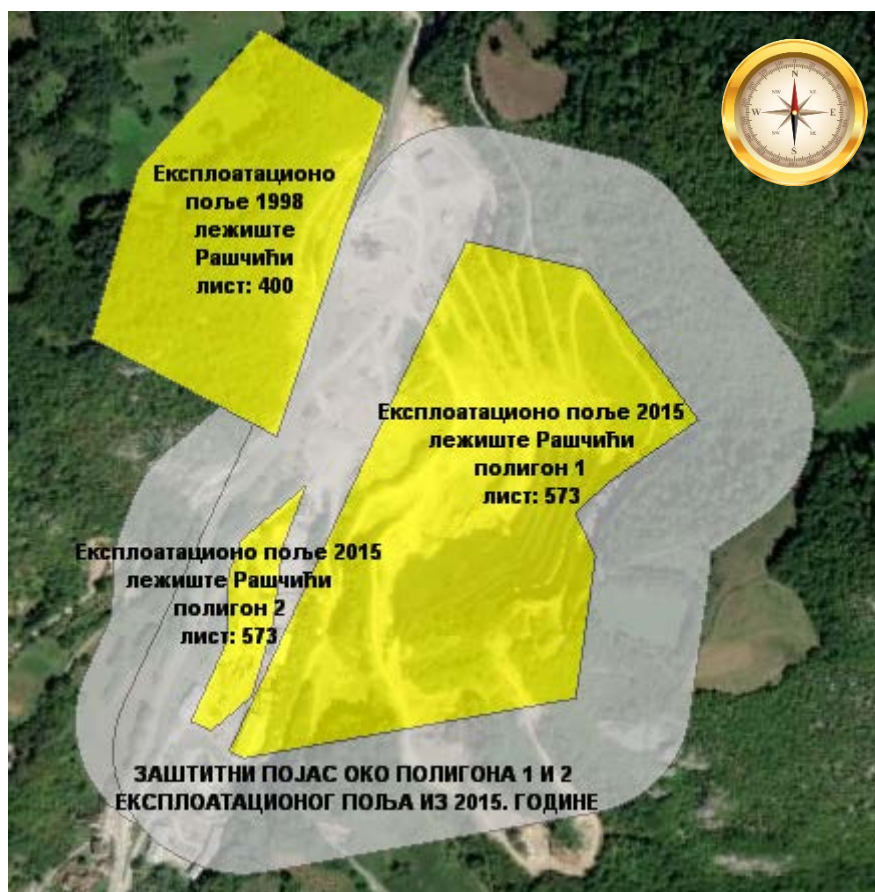 Експлоатационо
поље 1998
лежиште
Рашчићи
лист: 400
Експлоатационо поље 2015
лежиште Рашчићи
полигон 1
лист: 573
Експлоатационо поље 2015
лежиште Рашчићи
полигон 2
лист: 573
ЗАШТИТНИ ПОЈАС ОКО ПОЛИГОНА 1 И 2
ЕКСПЛОАТАЦИОНОГ ПОЉА ИЗ 2015. ГОДИНЕ
N
W
E
S